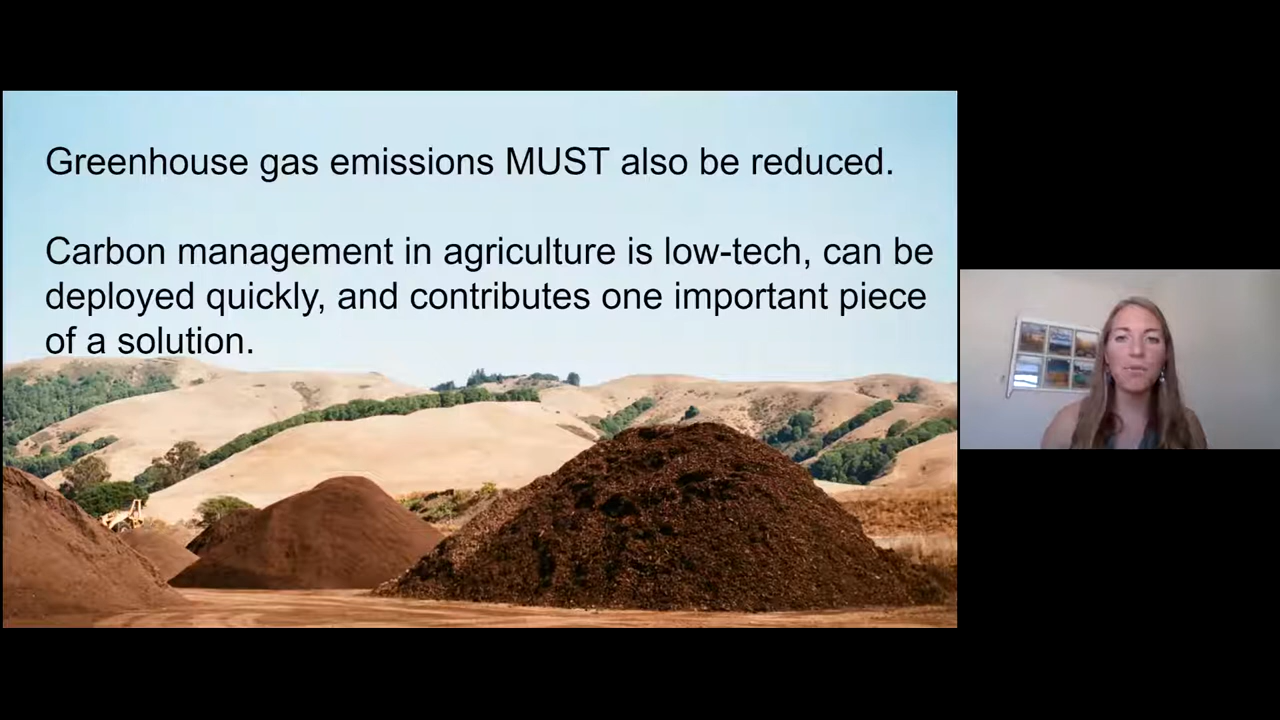 Greenhouse gas emissions MUST also be reduced.
Carbon management in agriculture is low-tech, can be
deployed quickly, and contributes one important piece
of a solution.